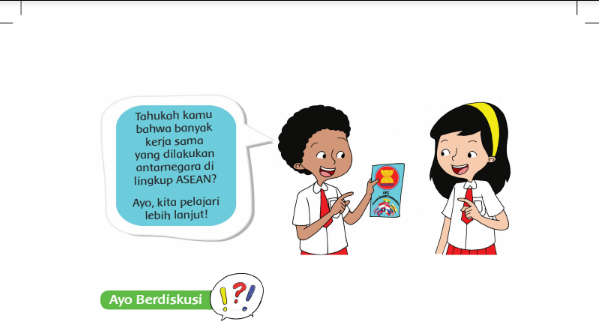 Tahukah kamu
bahwa banyak
kerja sama
yang dilakukan
antarnegara di
lingkup ASEAN?
Ayo, kita pelajari
lebih lanjut!
Ayo Berdiskusi
!?!